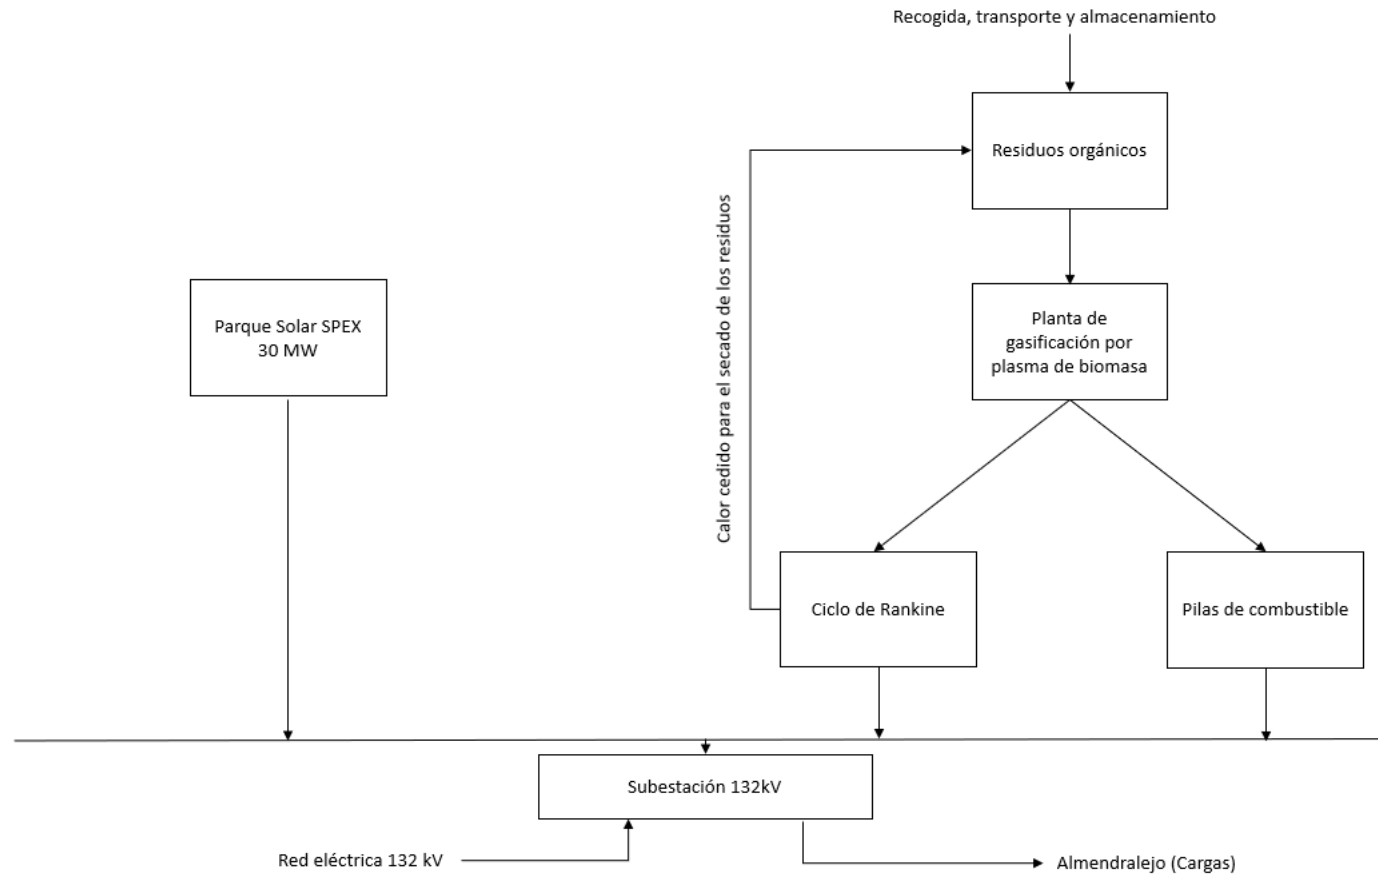 Recogida, transporte y almacenamiento
Residuos orgánicos
Calor cedido para el secado de los residuos
Parque Solar SPEX
30 MW
Planta de
gasificación por
plasma de biomasa
Ciclo de Rankine
Pilas de combustible
Subestación 132kV
Red eléctrica 132 kV
Almendralejo (Cargas)